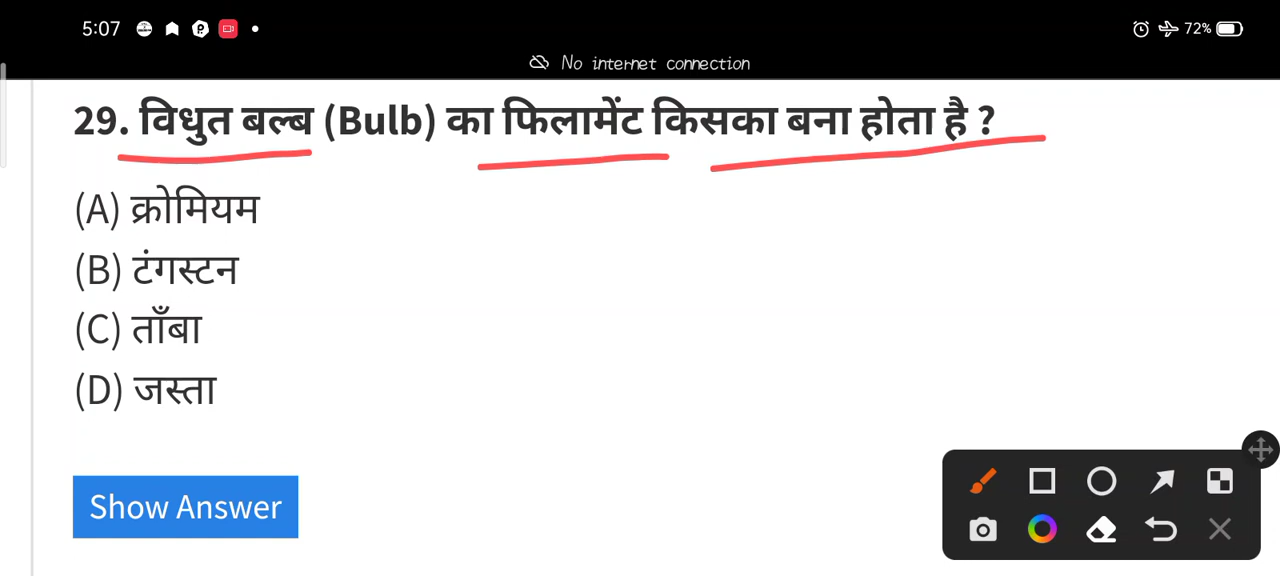 5:07
72%
No internet connection
29. विधुत बल्ब (Bulb) का फिलामेंट किसका बना होता है ?
(A) क्रोमियम
(B) टंगस्टन
(C) ताँबा
(D) जस्ता
Show Answer